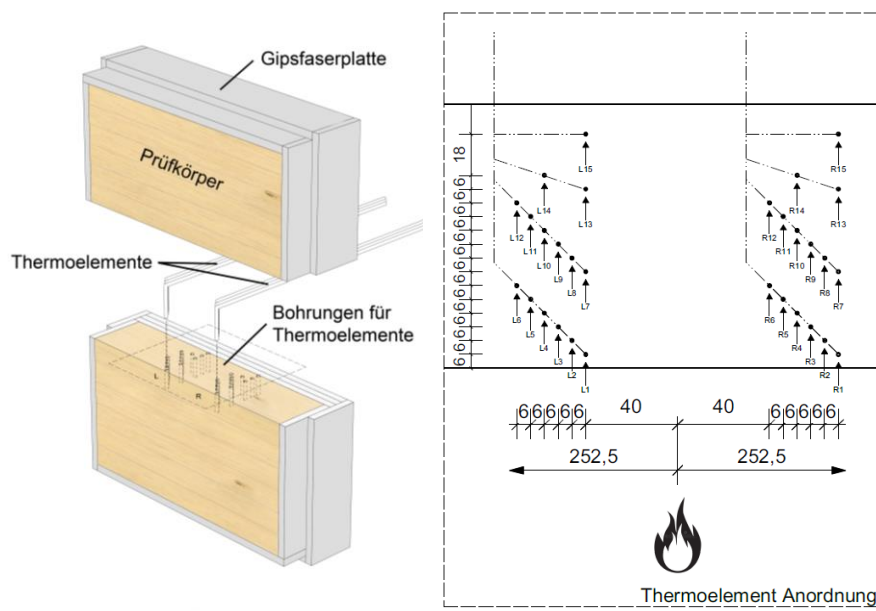 Gipsfaserplatte
Prüfkörper
Thermoelemente
Bohrungen für
Thermoelemente
L
R
18
6 6 6 6 6 6 6 6 6 6 6 6 6 6
L15
L14
L13
L12
L11
L10
L9
L8
L7
L6
L5
L4
L3
L2
L1
R15
R14
R13
R12
R11
R10
R9
R8
R7
R6
R5
R4
R3
R2
R1
6 6 6 6 6 40 40 6 6 6 6 6
252,5 252,5
Thermoelement Anordnung